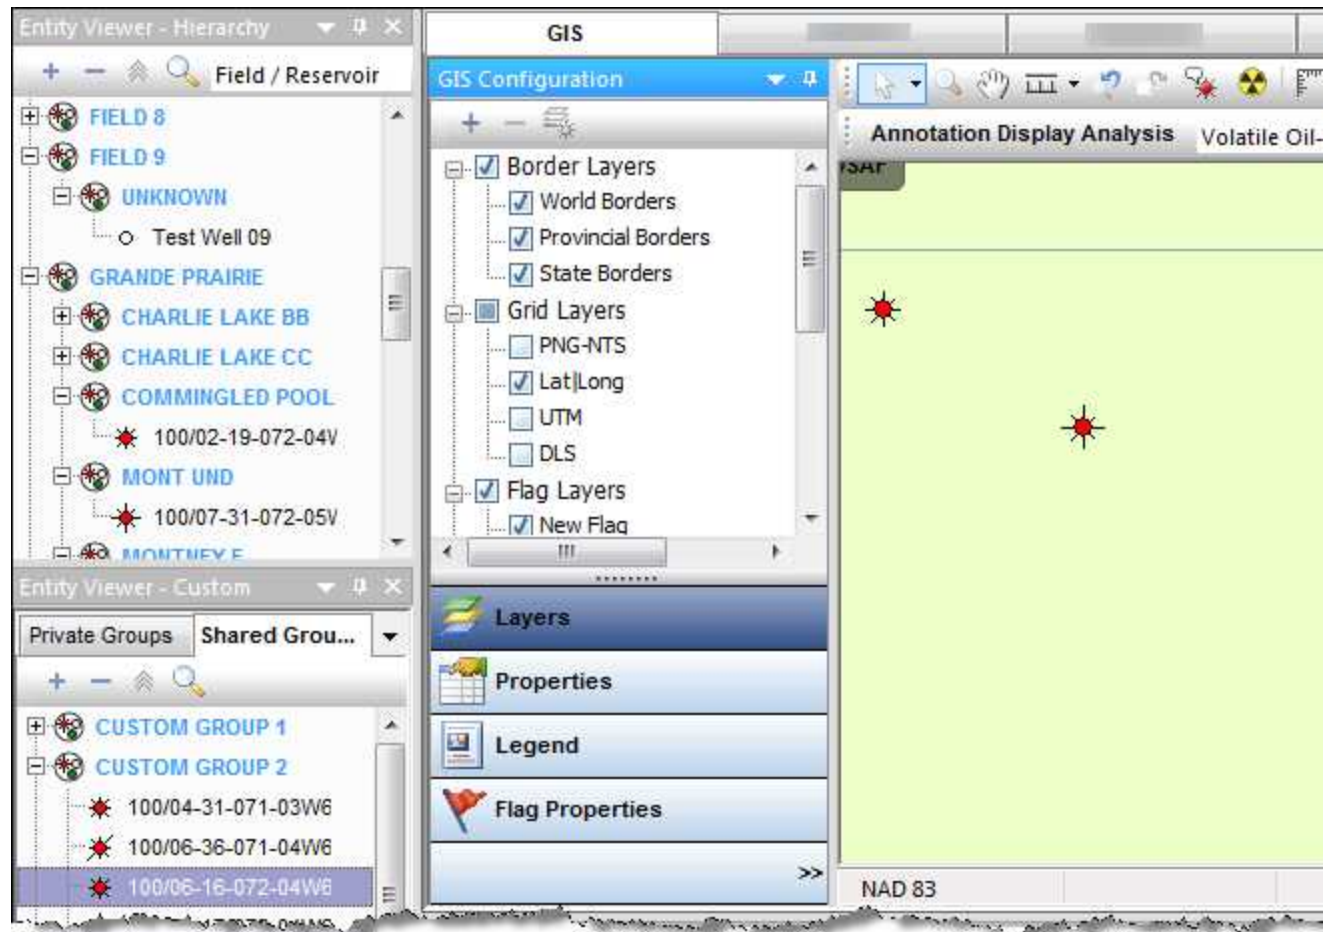 Entity Viewer - Hierarchy
Field / Reservoir
FIELD 8
FIELD 9
UNKNOWN
Test Well 09
GRANDE PRAIRIE
CHARLIE LAKE BB
CHARLIE LAKE CC
COMMINGLED POOL
100/02-19-072-04W
MONT UND
100/07-31-072-05W
MONTNEY F
Entity Viewer - Custom
Private Groups
Shared Grou...
CUSTOM GROUP 1
CUSTOM GROUP 2
100/04-31-071-03W6
100/06-36-071-04W6
100/06-16-072-04W6
GIS
GIS Configuration
Border Layers
World Borders
Provincial Borders
State Borders
Grid Layers
PNG-NTS
Lat|Long
UTM
DLS
Flag Layers
New Flag
Layers
Properties
Legend
Flag Properties
>>
Annotation Display Analysis
Volatile Oil-
NAD 83